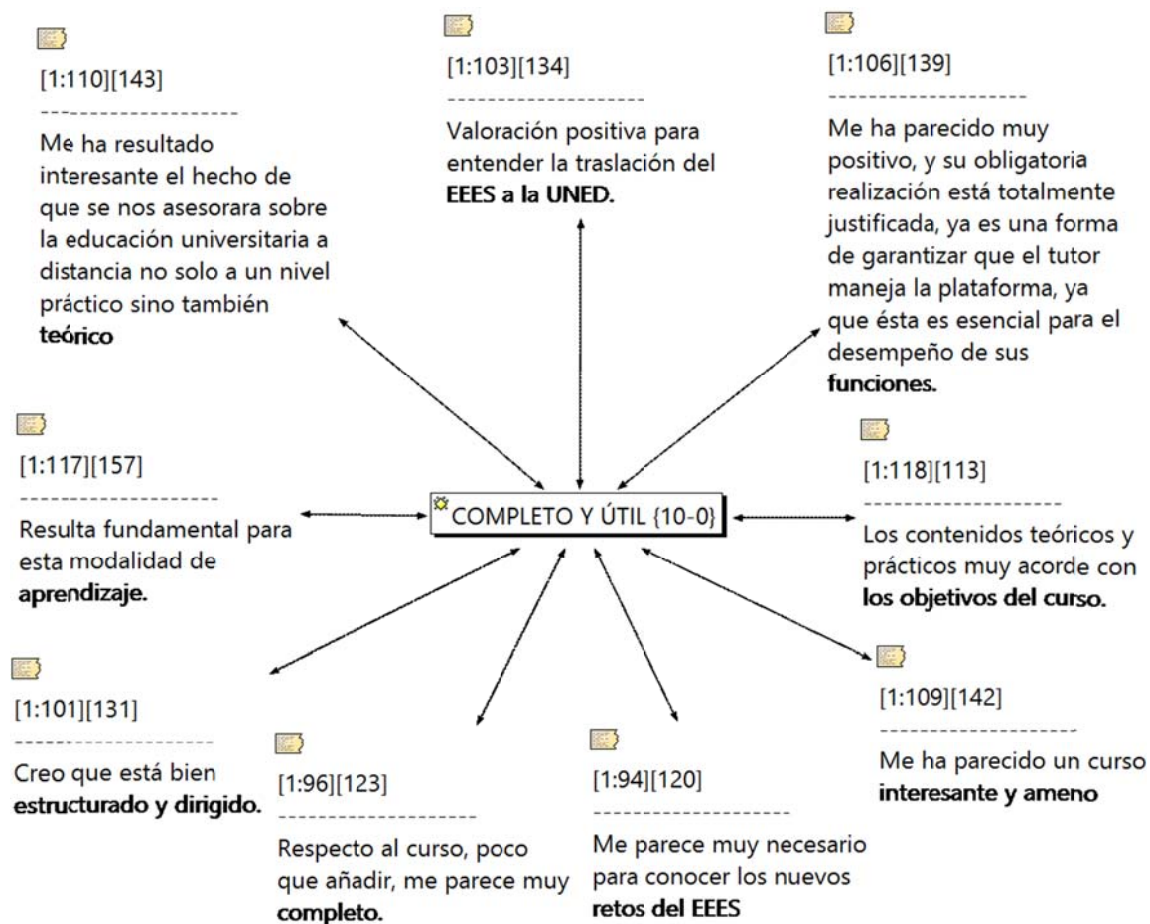 [1:110][143]
-------------------
Me ha resultado
interesante el hecho de
que se nos asesorara sobre
la educación universitaria a
distancia no solo a un nivel
práctico sino también
teórico
[1:103][134]
-------------------
Valoración positiva para
entender la traslación del
EEES a la UNED.
[1:106][139]
-------------------
Me ha parecido muy
positivo, y su obligatoria
realización está totalmente
justificada, ya es una forma
de garantizar que el tutor
maneja la plataforma, ya
que ésta es esencial para el
desempeño de sus
funciones.
[1:117][157]
-------------------
Resulta fundamental para
esta modalidad de
aprendizaje.
COMPLETO Y ÚTIL {10-0}
[1:118][113]
-------------------
Los contenidos teóricos y
prácticos muy acorde con
los objetivos del curso.
[1:101][131]
-------------------
Creo que está bien
estructurado y dirigido.
[1:96][123]
-------------------
Respecto al curso, poco
que añadir, me parece muy
completo.
[1:94][120]
-------------------
Me parece muy necesario
para conocer los nuevos
retos del EEES
[1:109][142]
-------------------
Me ha parecido un curso
interesante y ameno